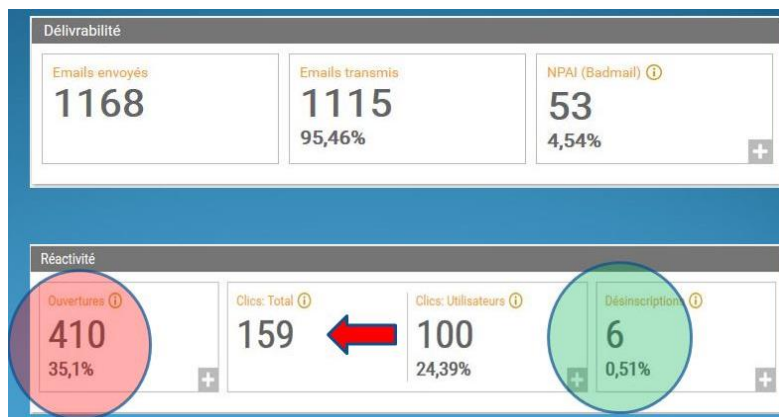 Délivrabilité
Emails envoyés
1168
Emails transmis
1115
95,46%
NPAI (Badmail)
53
4,54%
Réactivité
Ouvertures
410
35,1%
Clics: Total
159
Clics: Utilisateurs
100
24,39%
Désinscriptions
6
0,51%